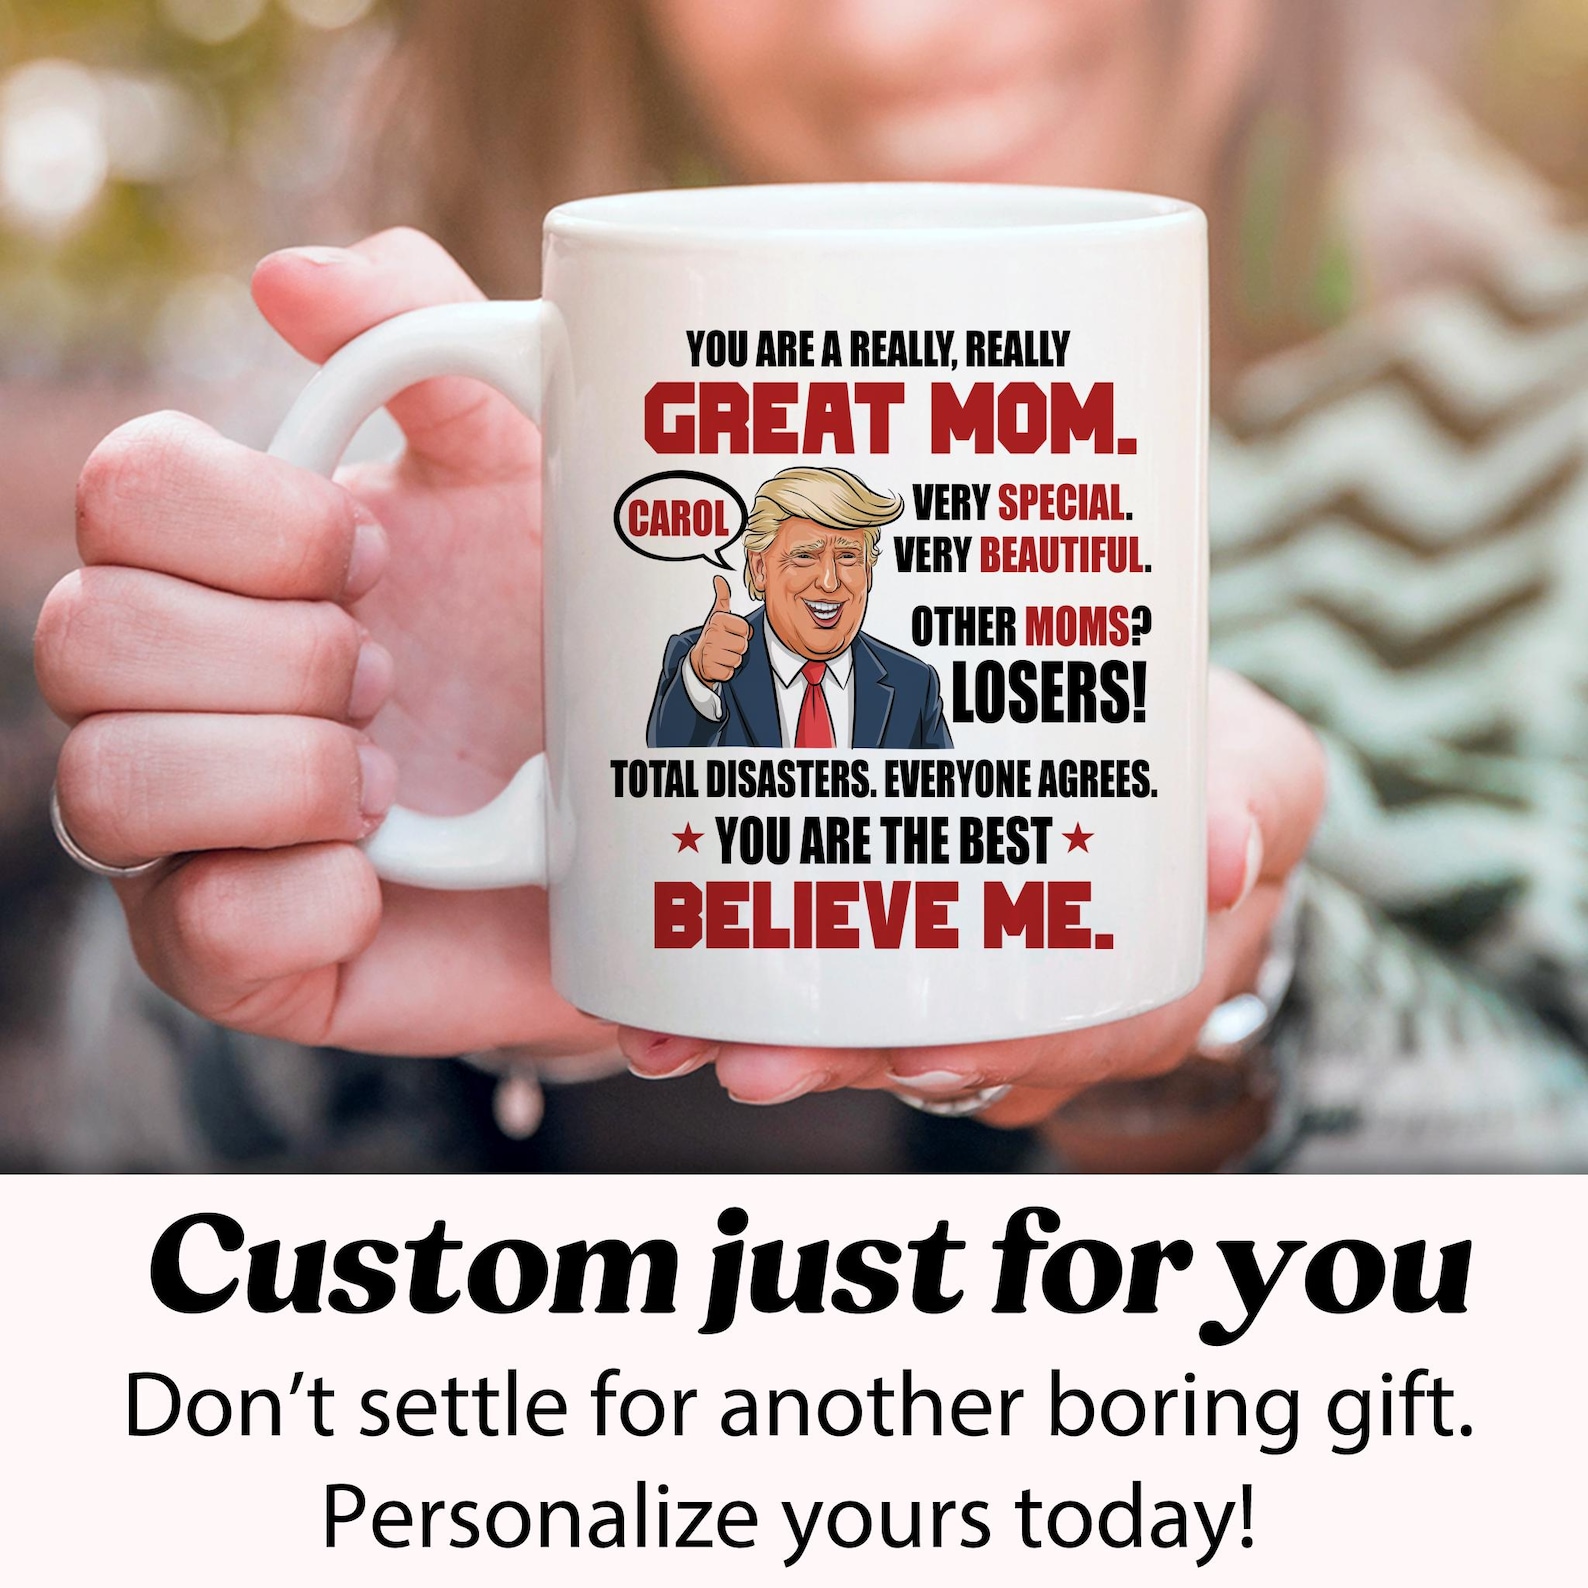 YOU ARE A REALLY, REALLY
GREAT MOM.
CAROL
VERY SPECIAL.
VERY BEAUTIFUL.
OTHER MOMS?
LOSERS!
TOTAL DISASTERS. EVERYONE AGREES.
★ YOU ARE THE BEST ★
BELIEVE ME.
Custom just for you
Don't settle for another boring gift.
Personalize yours today!